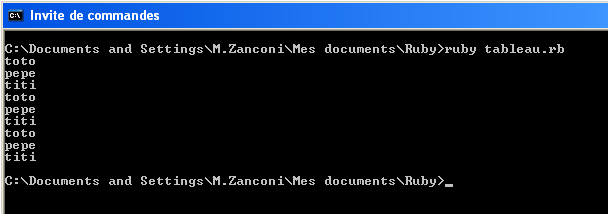 Invite de commandes
C:\Documents and Settings\M.Zanconi\Mes documents\Ruby>ruby tableau.rb
toto
pepe
titi
toto
pepe
titi
toto
pepe
titi
C:\Documents and Settings\M.Zanconi\Mes documents\Ruby>_